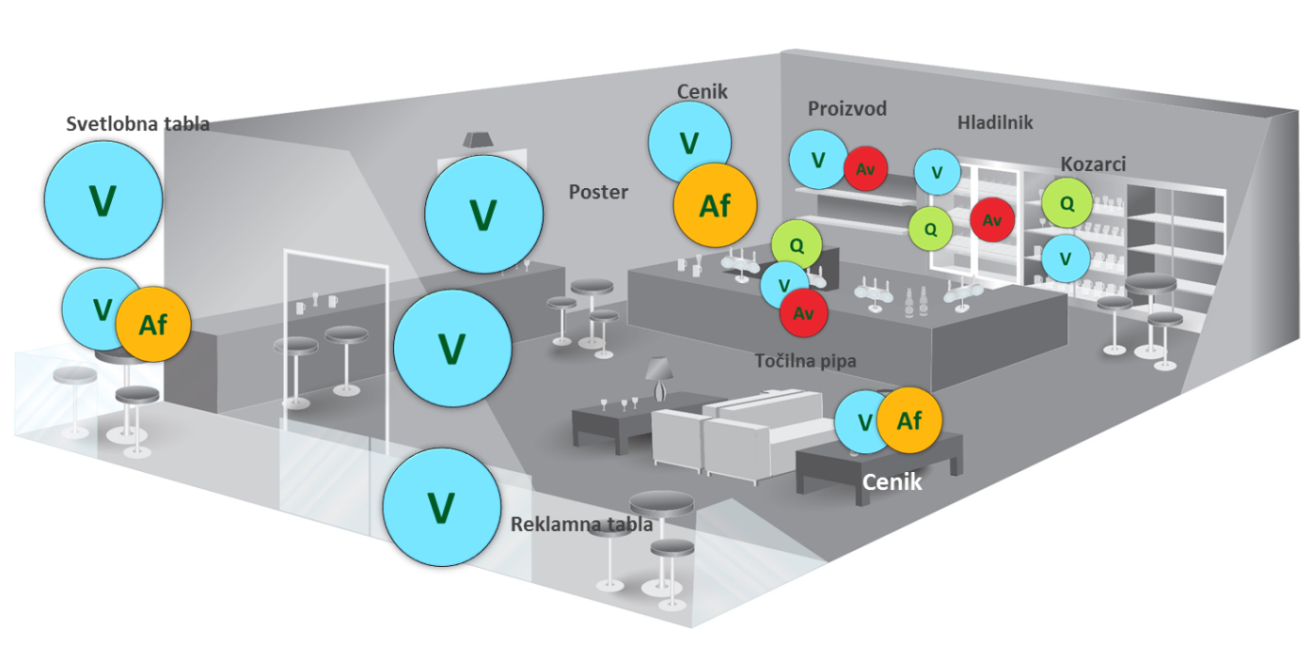 Svetlobna tabla
V
V
Af
V
Poster
V
V
Reklamna tabla
Cenik
V
Af
Proizvod
V
Av
Hladilnik
V
Q
Av
Kozarci
Q
V
Q
V
Av
Točilna pipa
V
Af
Cenik